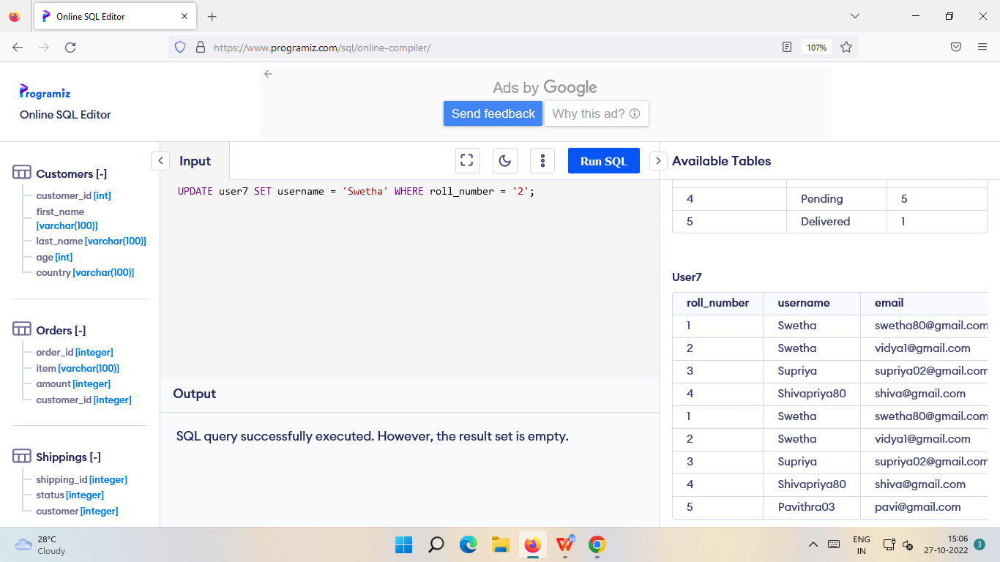 Online SQL Editor
https://www.programiz.com/sql/online-compiler/
107%
Programiz
Online SQL Editor
Ads by Google
Send feedback
Why this ad?
Customers [-]
customer_id [int]
first_name
[varchar(100)]
last_name [varchar(100)]
age [int]
country [varchar(100)]
Orders [-]
order_id [integer]
item [varchar(100)]
amount [integer]
customer_id [integer]
Shippings [-]
shipping_id [integer]
status [integer]
customer [integer]
Input
Run SQL
UPDATE user7 SET username = 'Swetha' WHERE roll_number = '2';
Output
SQL query successfully executed. However, the result set is empty.
Available Tables
4 Pending 5
5 Delivered 1
User7
roll_number username email
1 Swetha swetha80@gmail.com
2 Swetha vidya1@gmail.com
3 Supriya supriya02@gmail.com
4 Shivapriya80 shiva@gmail.com
1 Swetha swetha80@gmail.com
2 Swetha vidya1@gmail.com
3 Supriya supriya02@gmail.com
4 Shivapriya80 shiva@gmail.com
5 Pavithra03 pavi@gmail.com
28°C
Cloudy
ENG
IN
15:06
27-10-2022
3